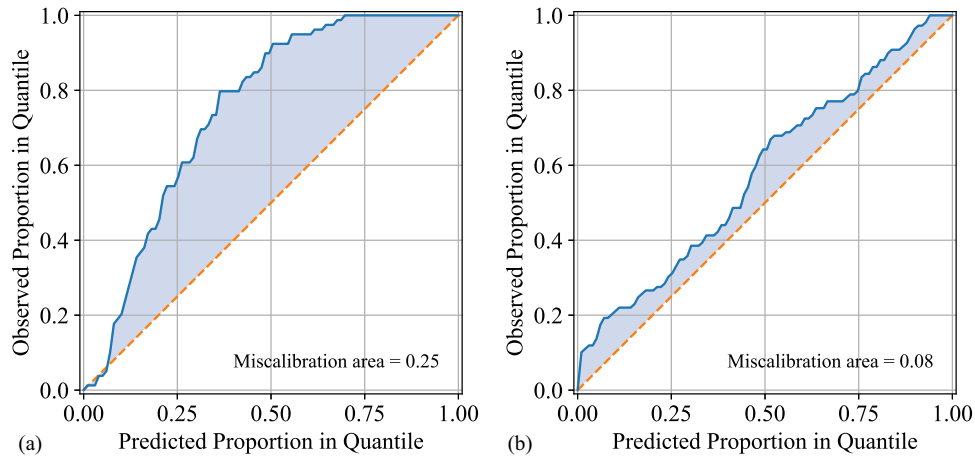 1.0
0.8
0.6
0.4
0.2
0.0
Observed Proportion in Quantile
Miscalibration area = 0.25
0.00 0.25 0.50 0.75 1.00
Predicted Proportion in Quantile
(a)
1.0
0.8
0.6
0.4
0.2
0.0
Observed Proportion in Quantile
Miscalibration area = 0.08
0.00 0.25 0.50 0.75 1.00
Predicted Proportion in Quantile
(b)